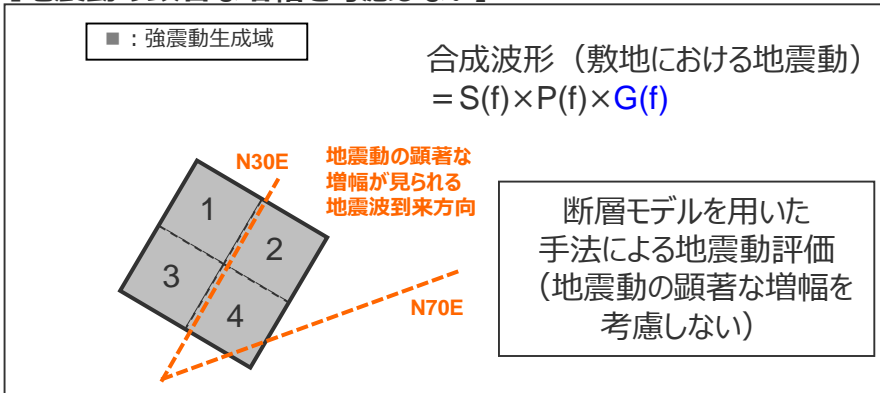 ■：強震動生成域
合成波形（敷地における地震動）
＝S(f)×P(f)×G(f)
N30E
地震動の顕著な
増幅が見られる
地震波到来方向
1
2
3
4
N70E
断層モデルを用いた
手法による地震動評価
（地震動の顕著な増幅を
考慮しない）